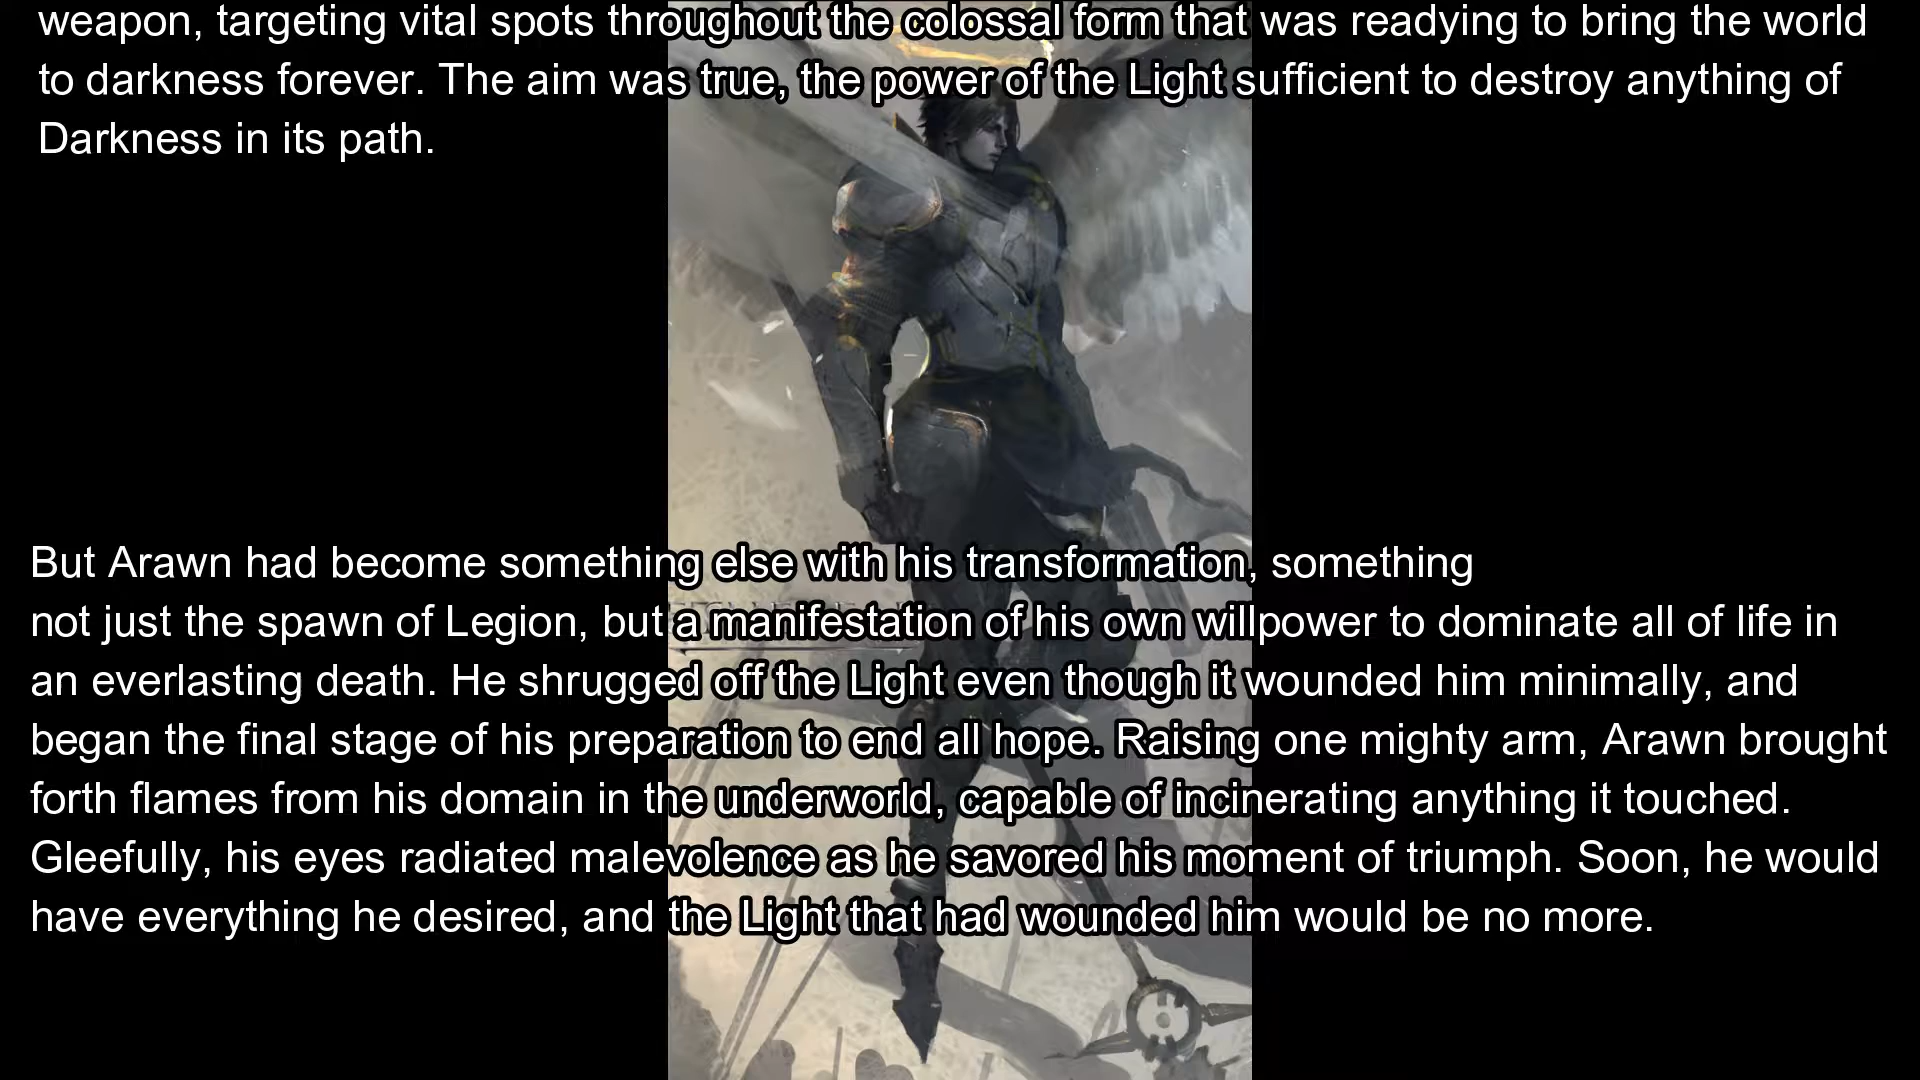 weapon, targeting vital spots throughout the colossal form that was readying to bring the world
to darkness forever. The aim was true, the power of the Light sufficient to destroy anything of
Darkness in its path.
But Arawn had become something else with his transformation, something
not just the spawn of Legion, but a manifestation of his own willpower to dominate all of life in
an everlasting death. He shrugged off the Light even though it wounded him minimally, and
began the final stage of his preparation to end all hope. Raising one mighty arm, Arawn brought
forth flames from his domain in the underworld, capable of incinerating anything it touched.
Gleefully, his eyes radiated malevolence as he savored his moment of triumph. Soon, he would
have everything he desired, and the Light that had wounded him would be no more.